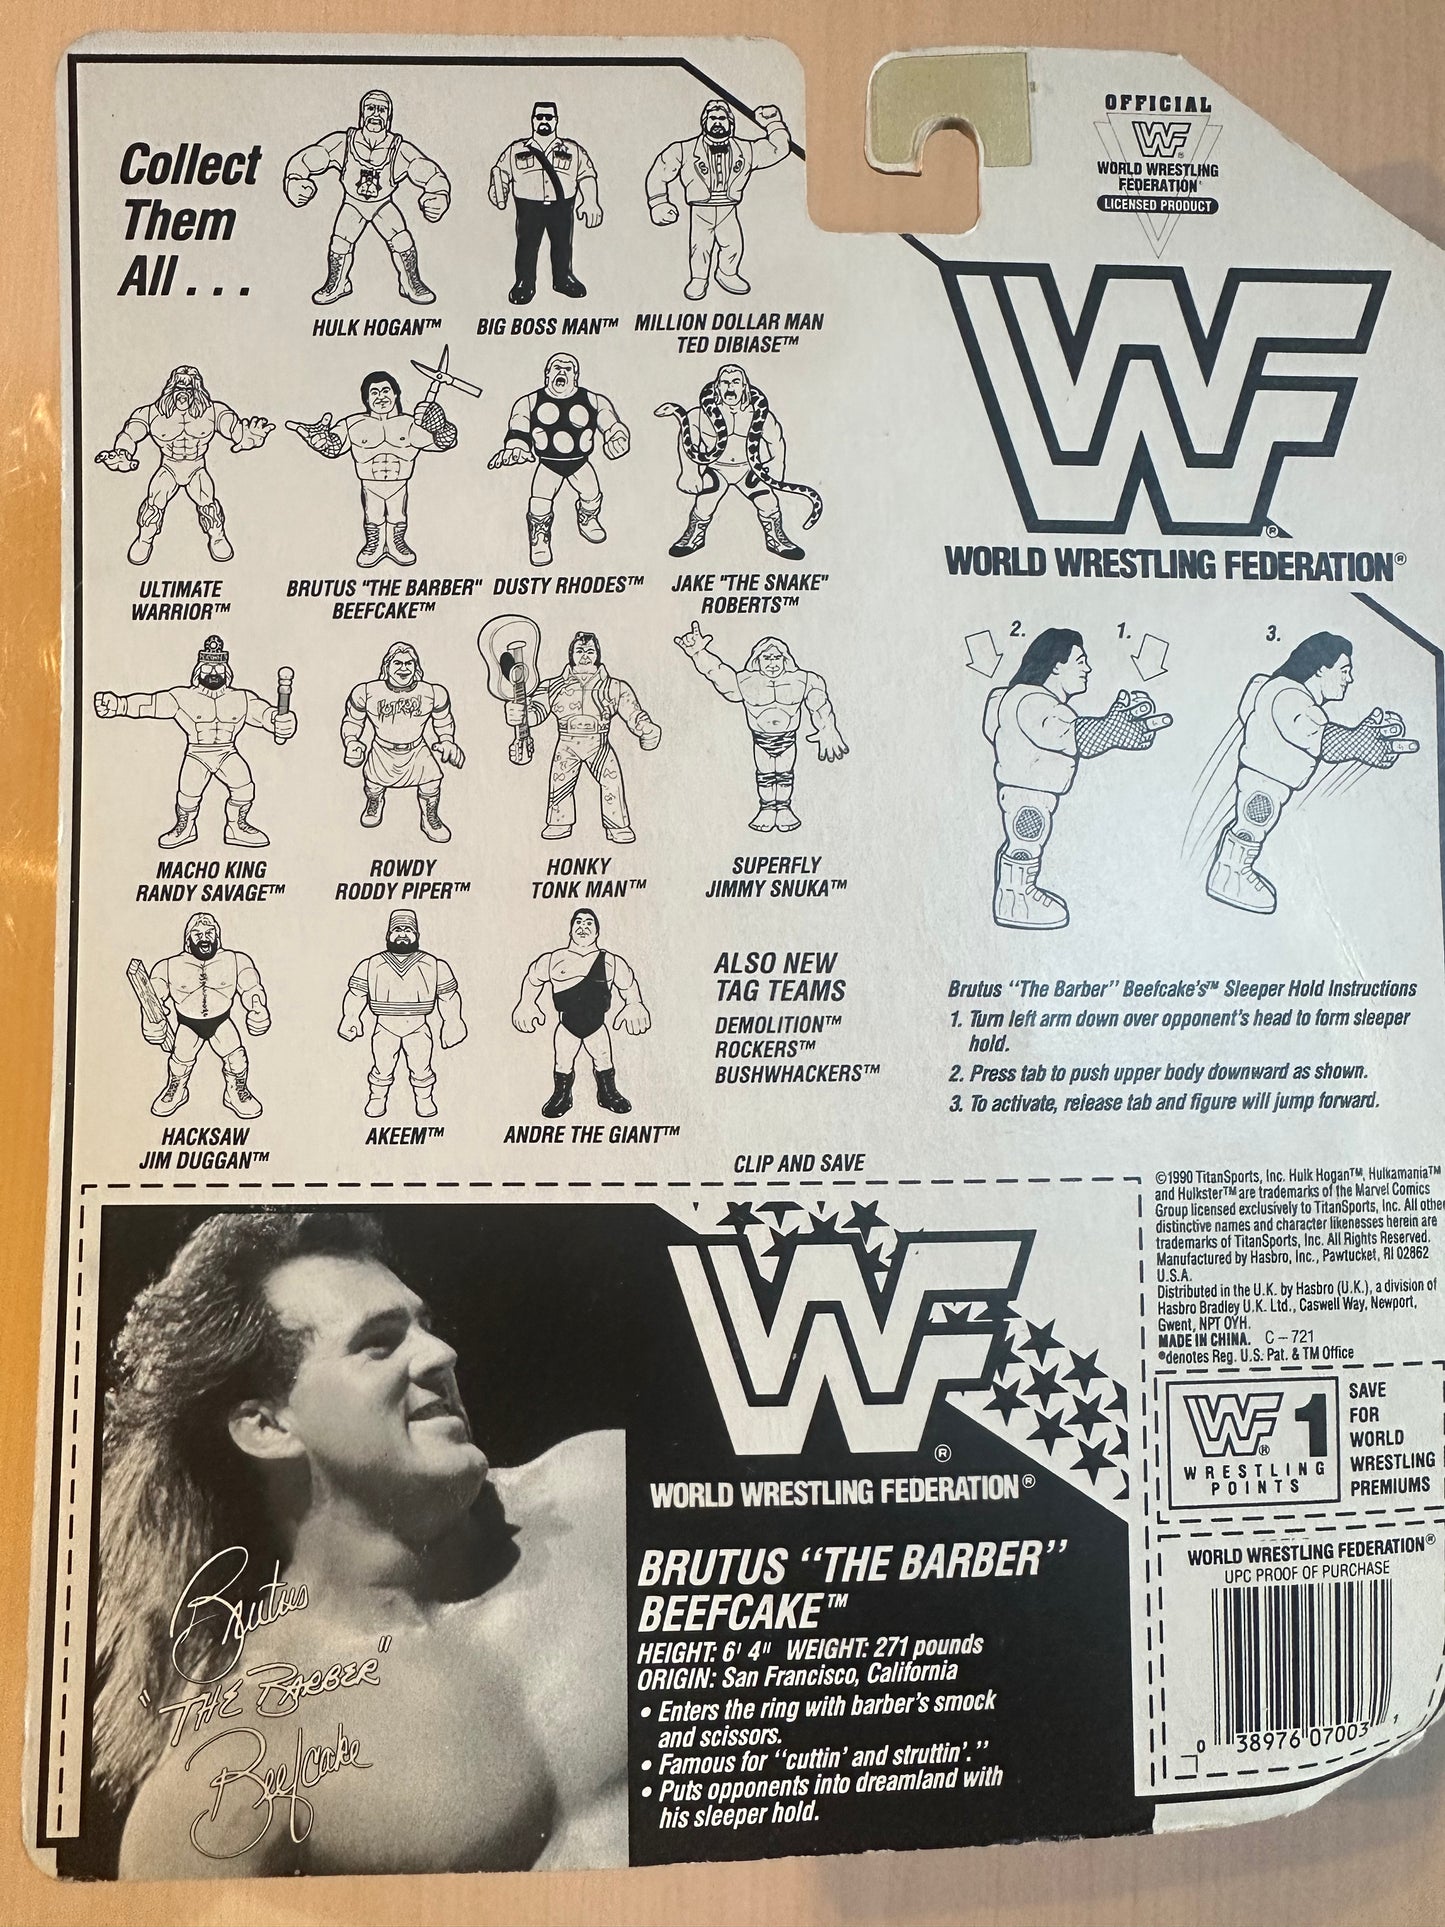 Collect
Them
All . . .
HULK HOGAN™
BIG BOSS MAN™
MILLION DOLLAR MAN
TED DIBIASE™
ULTIMATE
WARRIOR™
BRUTUS "THE BARBER"
BEEFCAKE™
DUSTY RHODES™
JAKE "THE SNAKE"
ROBERTS™
MACHO KING
RANDY SAVAGE™
ROWDY
RODDY PIPER™
HONKY
TONK MAN™
SUPERFLY
JIMMY SNUKA™
HACKSAW
JIM DUGGAN™
AKEEM™
ANDRE THE GIANT™
ALSO NEW
TAG TEAMS
DEMOLITION™
ROCKERS™
BUSHWHACKERS™
OFFICIAL
WF®
WORLD WRESTLING
FEDERATION®
LICENSED PRODUCT
WF®
WORLD WRESTLING FEDERATION®
2.
1.
3.
Brutus "The Barber" Beefcake's™ Sleeper Hold Instructions
1. Turn left arm down over opponent's head to form sleeper
hold.
2. Press tab to push upper body downward as shown.
3. To activate, release tab and figure will jump forward.
CLIP AND SAVE
WF®
WORLD WRESTLING FEDERATION®
BRUTUS "THE BARBER"
BEEFCAKE™
HEIGHT: 6' 4" WEIGHT: 271 pounds
ORIGIN: San Francisco, California
• Enters the ring with barber's smock
and scissors.
• Famous for "cuttin' and struttin'."
• Puts opponents into dreamland with
his sleeper hold.
Brutus
"THE BARBER"
Beefcake
©1990 TitanSports, Inc. Hulk Hogan™, Hulkamania™
and Hulkster™ are trademarks of the Marvel Comics
Group licensed exclusively to TitanSports, Inc. All other
distinctive names and character likenesses herein are
trademarks of TitanSports, Inc. All Rights Reserved.
Manufactured by Hasbro, Inc., Pawtucket, RI 02862
U.S.A.
Distributed in the U.K. by Hasbro (U.K.), a division of
Hasbro Bradley U.K. Ltd., Caswell Way, Newport,
Gwent, NPT OYH.
MADE IN CHINA. C-721
®denotes Reg. U.S. Pat. & TM Office
WF® 1
WRESTLING
POINTS
SAVE
FOR
WORLD
WRESTLING
PREMIUMS
WORLD WRESTLING FEDERATION®
UPC PROOF OF PURCHASE
0 38976 07003 1